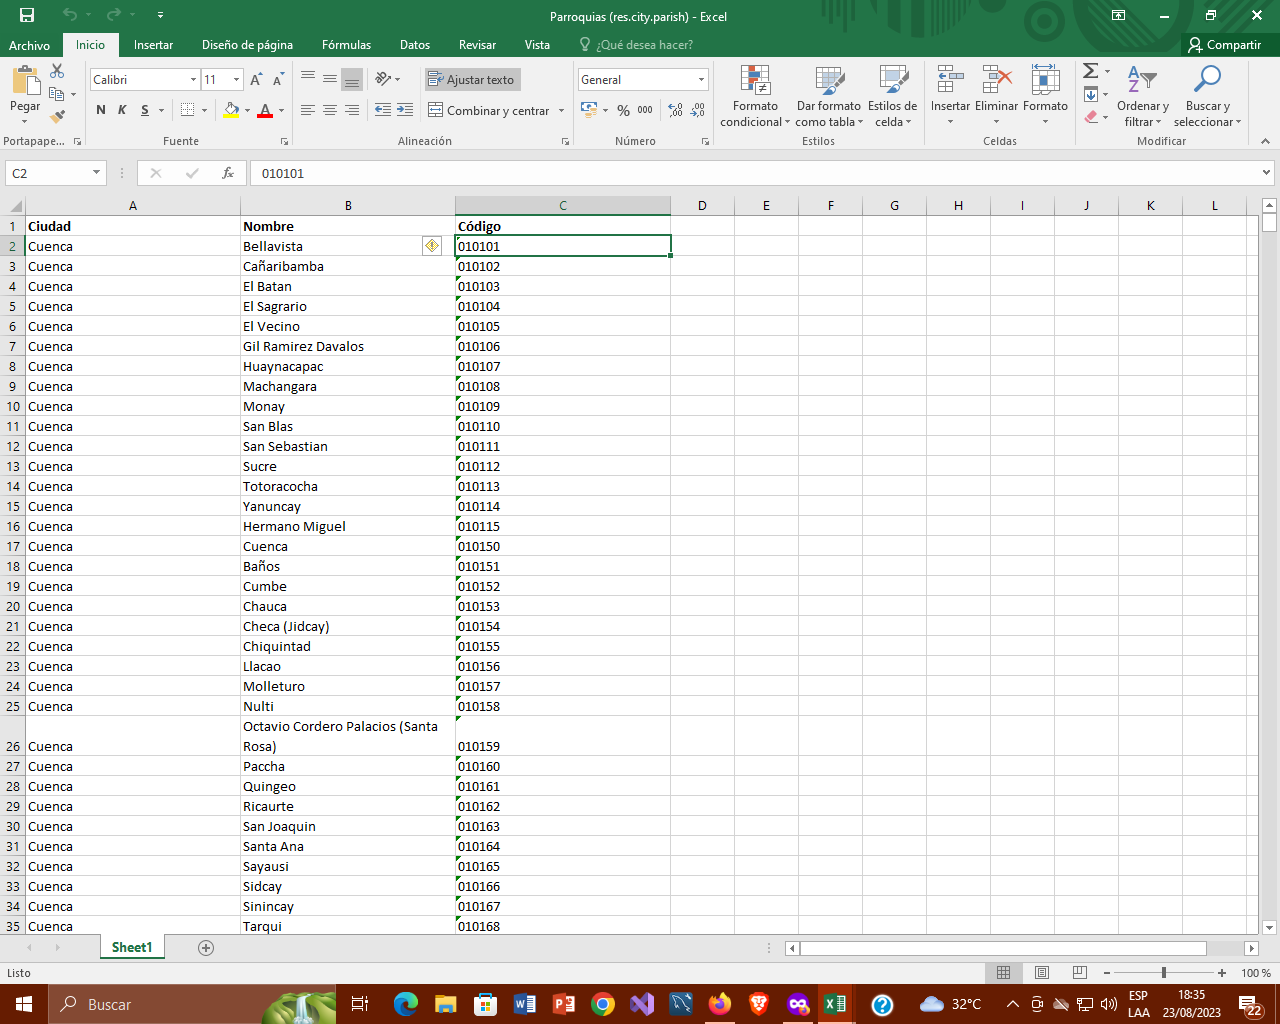 Parroquias (res.city.parish) - Excel
Archivo Inicio Insertar Diseño de página Fórmulas Datos Revisar Vista ¿Qué desea hacer? Compartir
Pegar
Calibri 11
N K S
Ajustar texto
Combinar y centrar
General
% 000
Formato condicional
Dar formato como tabla
Estilos de celda
Insertar Eliminar Formato
Ordenar y filtrar
Buscar y seleccionar
Portapape... Fuente Alineación Número Estilos Celdas Modificar
C2 fx 010101
A B C D E F G H I J K L
1 Ciudad Nombre Código
2 Cuenca Bellavista 010101
3 Cuenca Cañaribamba 010102
4 Cuenca El Batan 010103
5 Cuenca El Sagrario 010104
6 Cuenca El Vecino 010105
7 Cuenca Gil Ramirez Davalos 010106
8 Cuenca Huaynacapac 010107
9 Cuenca Machangara 010108
10 Cuenca Monay 010109
11 Cuenca San Blas 010110
12 Cuenca San Sebastian 010111
13 Cuenca Sucre 010112
14 Cuenca Totoracocha 010113
15 Cuenca Yanuncay 010114
16 Cuenca Hermano Miguel 010115
17 Cuenca Cuenca 010150
18 Cuenca Baños 010151
19 Cuenca Cumbe 010152
20 Cuenca Chauca 010153
21 Cuenca Checa (Jidcay) 010154
22 Cuenca Chiquintad 010155
23 Cuenca Llacao 010156
24 Cuenca Molleturo 010157
25 Cuenca Nulti 010158
Octavio Cordero Palacios (Santa
26 Cuenca Rosa) 010159
27 Cuenca Paccha 010160
28 Cuenca Quingeo 010161
29 Cuenca Ricaurte 010162
30 Cuenca San Joaquin 010163
31 Cuenca Santa Ana 010164
32 Cuenca Sayausi 010165
33 Cuenca Sidcay 010166
34 Cuenca Sinincay 010167
35 Cuenca Tarqui 010168
Sheet1
Listo 100 %
Buscar
32°C
ESP
LAA
18:35
23/08/2023
22